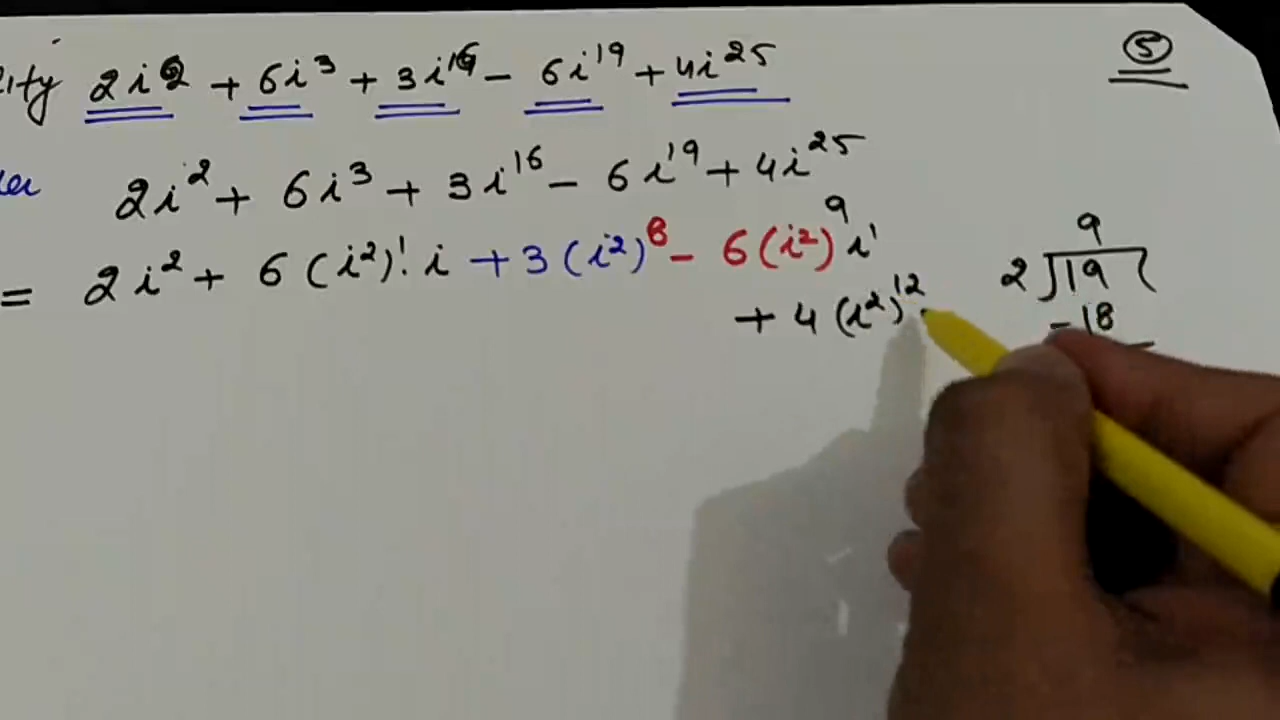 ify 2i² + 6i³ + 3i¹⁶ − 6i¹⁹ + 4i²⁵
⑤
2i² + 6i³ + 3i¹⁶ − 6i¹⁹ + 4i²⁵
= 2i² + 6(i²)¹·i + 3(i²)⁸ − 6(i²)⁹ i¹
+ 4(i²)¹²·
9
2 19
−18